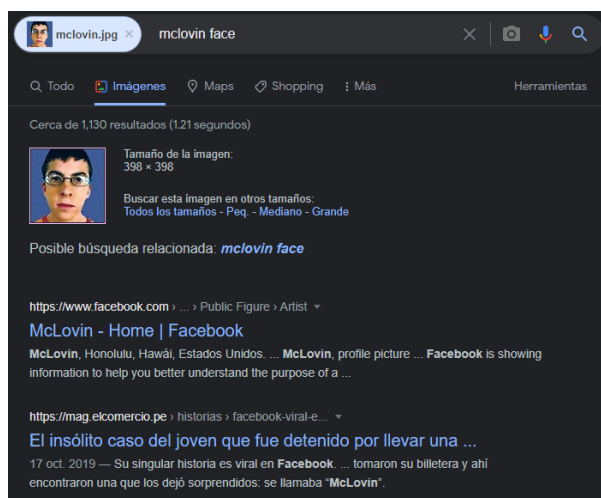 mclovin.jpg × mclovin face
Todo Imágenes Maps Shopping Más Herramientas
Cerca de 1,130 resultados (1.21 segundos)
Tamaño de la imagen:
398 × 398
Buscar esta imagen en otros tamaños:
Todos los tamaños - Peq. - Mediano - Grande
Posible búsqueda relacionada: mclovin face
https://www.facebook.com › ... › Public Figure › Artist
McLovin - Home | Facebook
McLovin, Honolulu, Hawái, Estados Unidos. ... McLovin, profile picture ... Facebook is showing
information to help you better understand the purpose of a ...
https://mag.elcomercio.pe › historias › facebook-viral-e...
El insólito caso del joven que fue detenido por llevar una ...
17 oct. 2019 — Su singular historia es viral en Facebook. ... tomaron su billetera y ahí
encontraron una que los dejó sorprendidos: se llamaba “McLovin”.